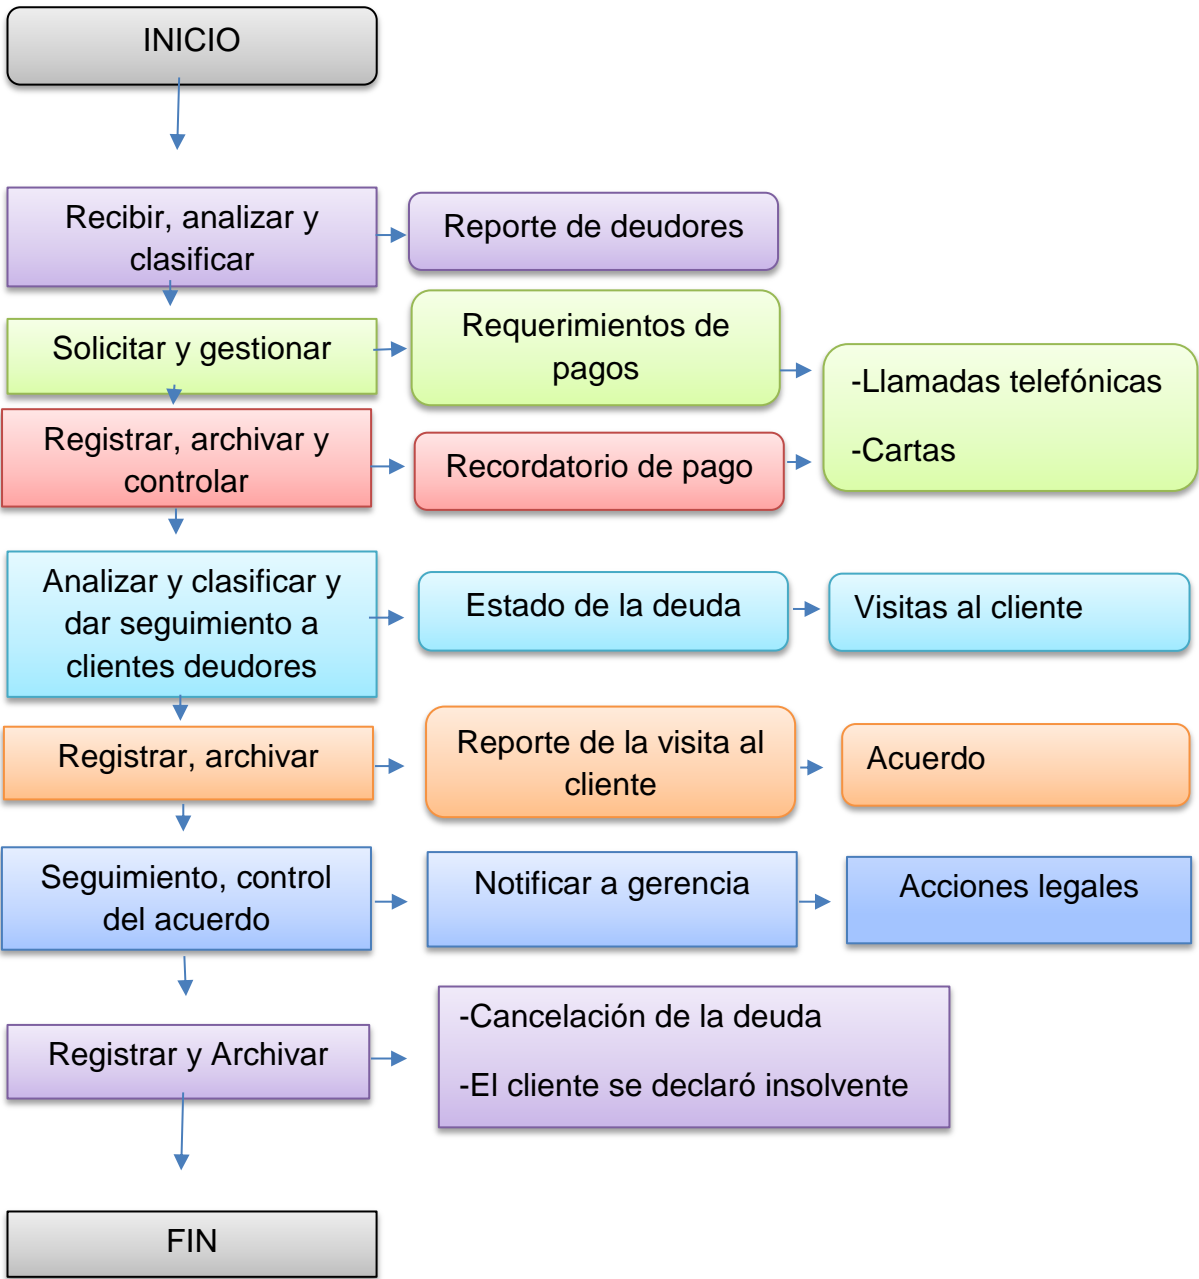 INICIO
Recibir, analizar y
clasificar
Reporte de deudores
Solicitar y gestionar
Requerimientos de
pagos
-Llamadas telefónicas
-Cartas
Registrar, archivar y
controlar
Recordatorio de pago
Analizar y clasificar y
dar seguimiento a
clientes deudores
Estado de la deuda
Visitas al cliente
Registrar, archivar
Reporte de la visita al
cliente
Acuerdo
Seguimiento, control
del acuerdo
Notificar a gerencia
Acciones legales
Registrar y Archivar
-Cancelación de la deuda
-El cliente se declaró insolvente
FIN